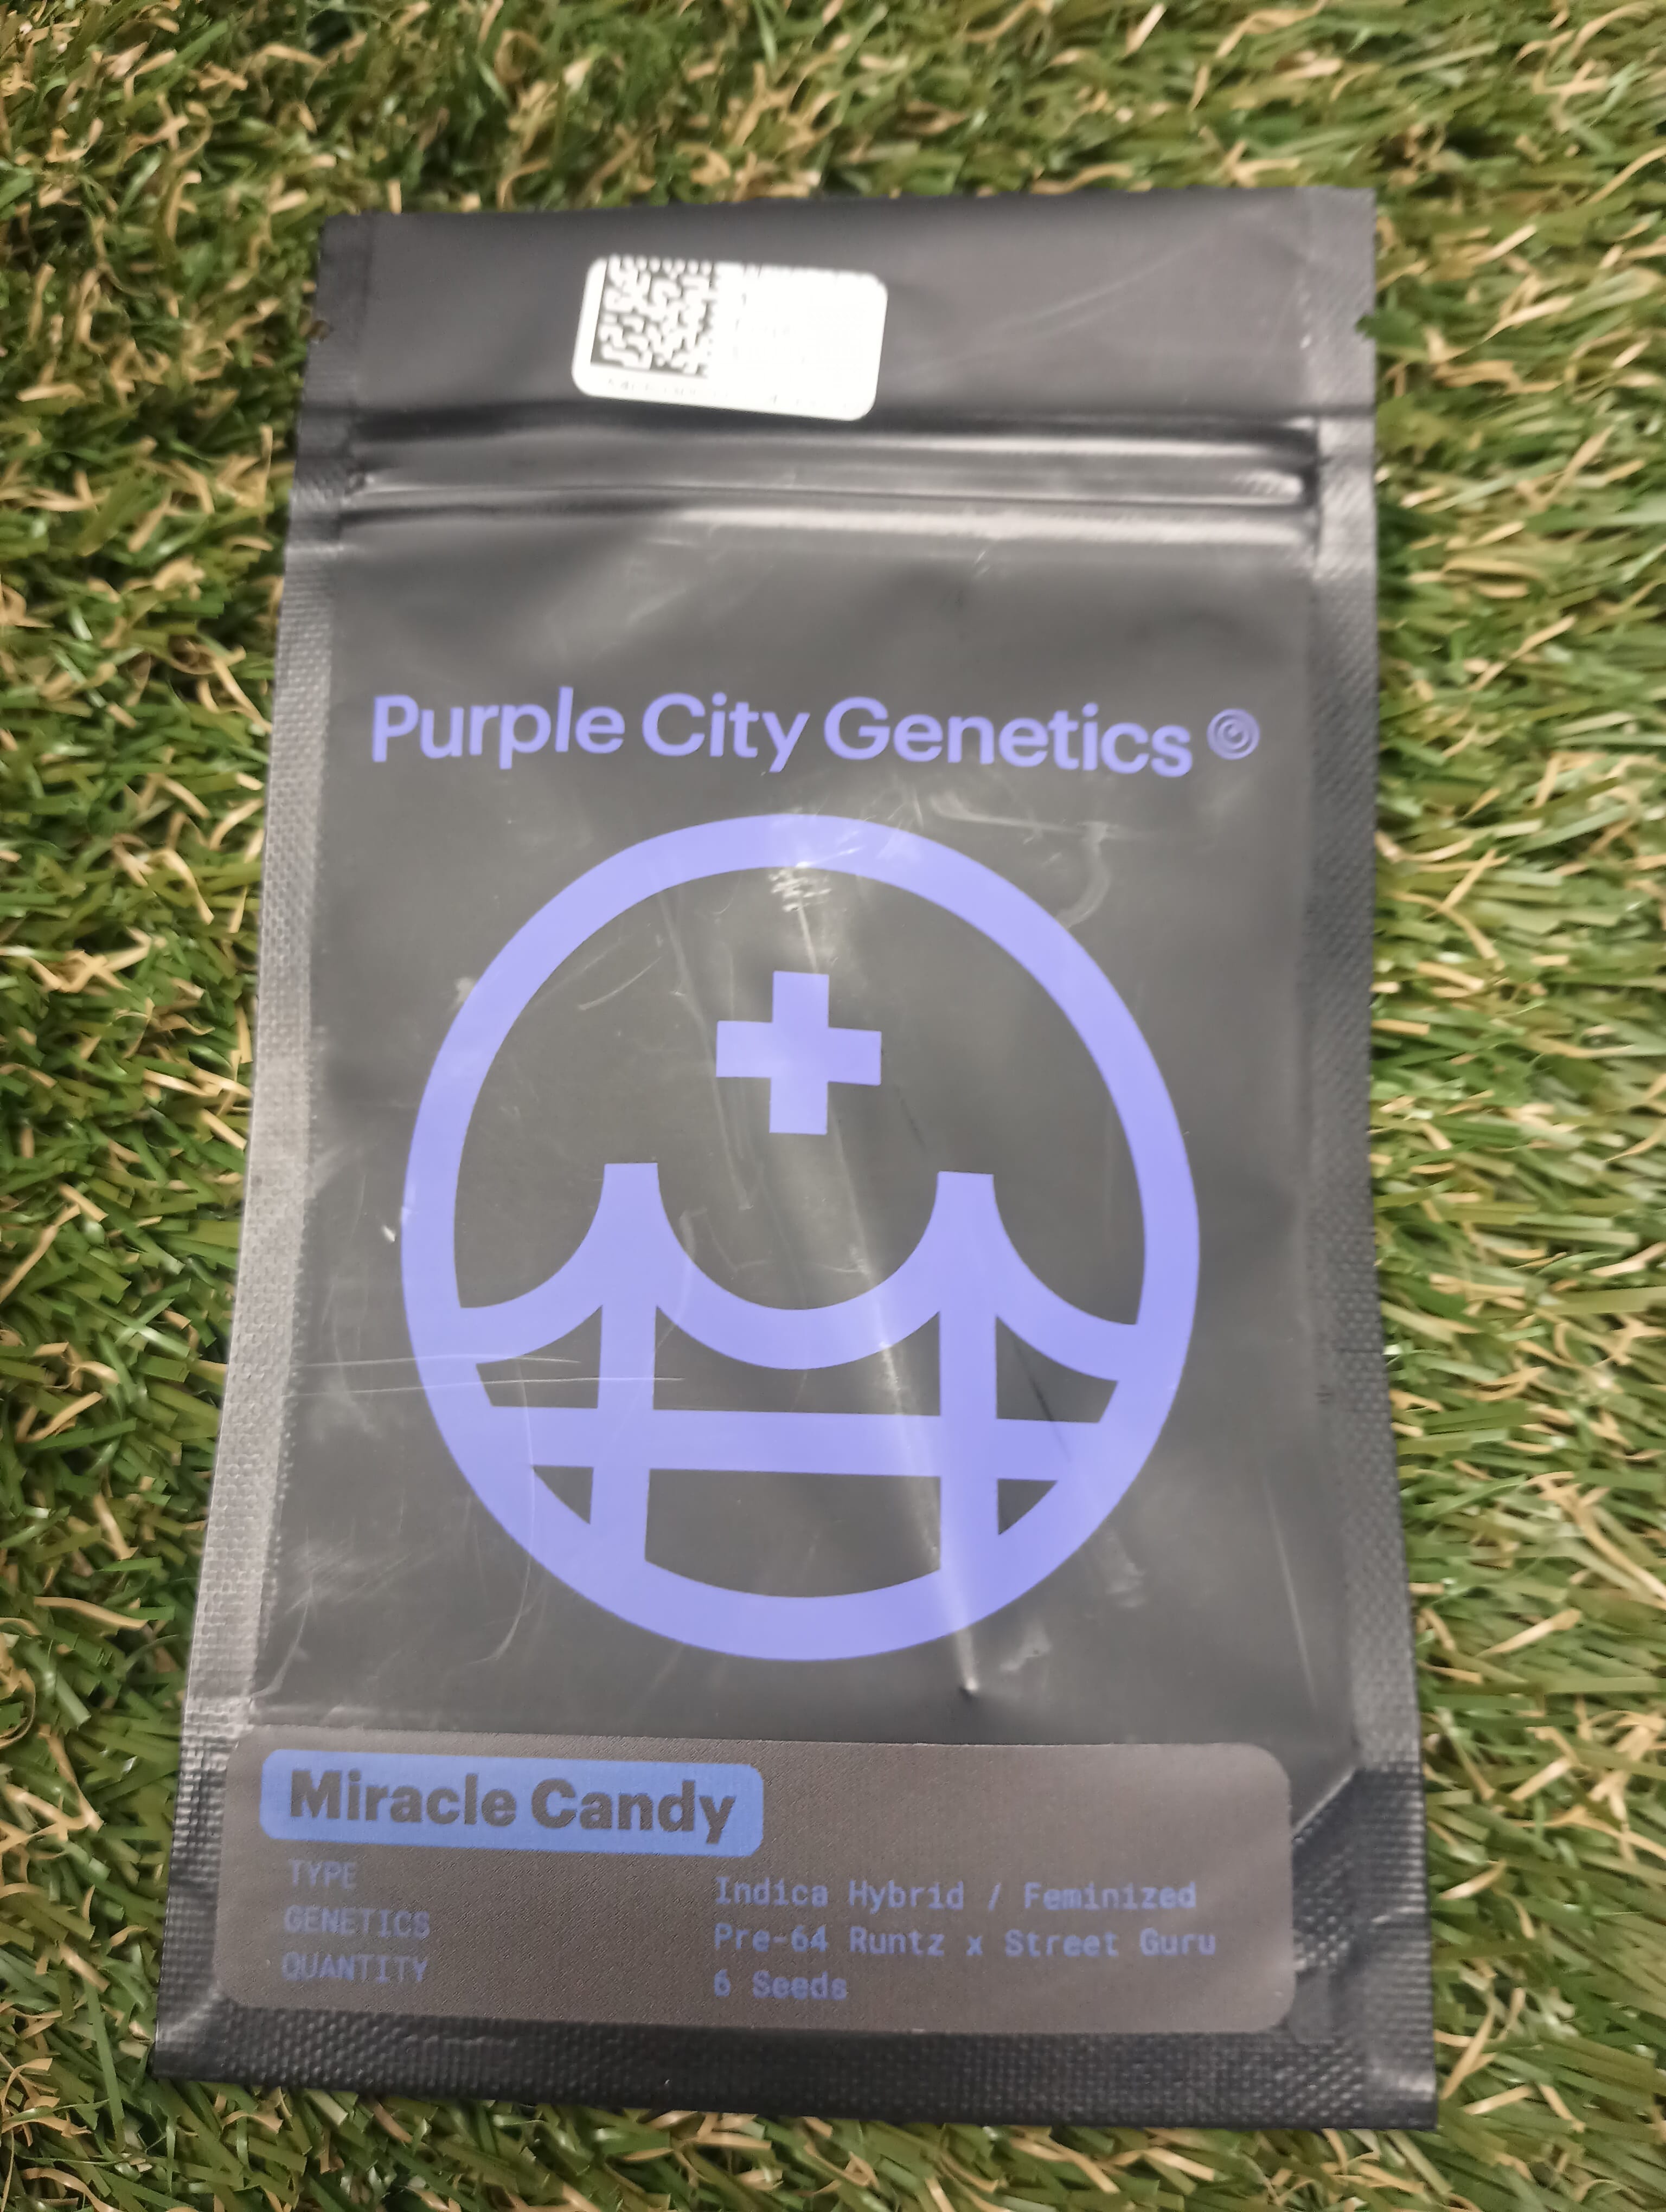 Purple City Genetics
Miracle Candy
TYPE Indica Hybrid / Feminized
GENETICS Pre-64 Runtz x Street Guru
QUANTITY 6 Seeds